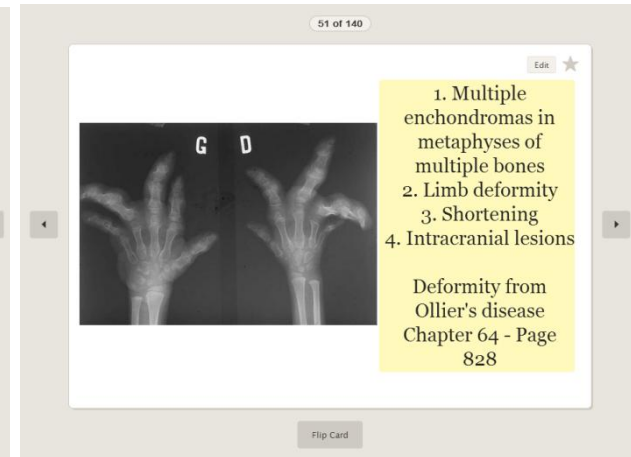 51 of 140
Edit
G D
1. Multiple
enchondromas in
metaphyses of
multiple bones
2. Limb deformity
3. Shortening
4. Intracranial lesions
Deformity from
Ollier's disease
Chapter 64 - Page
828
Flip Card